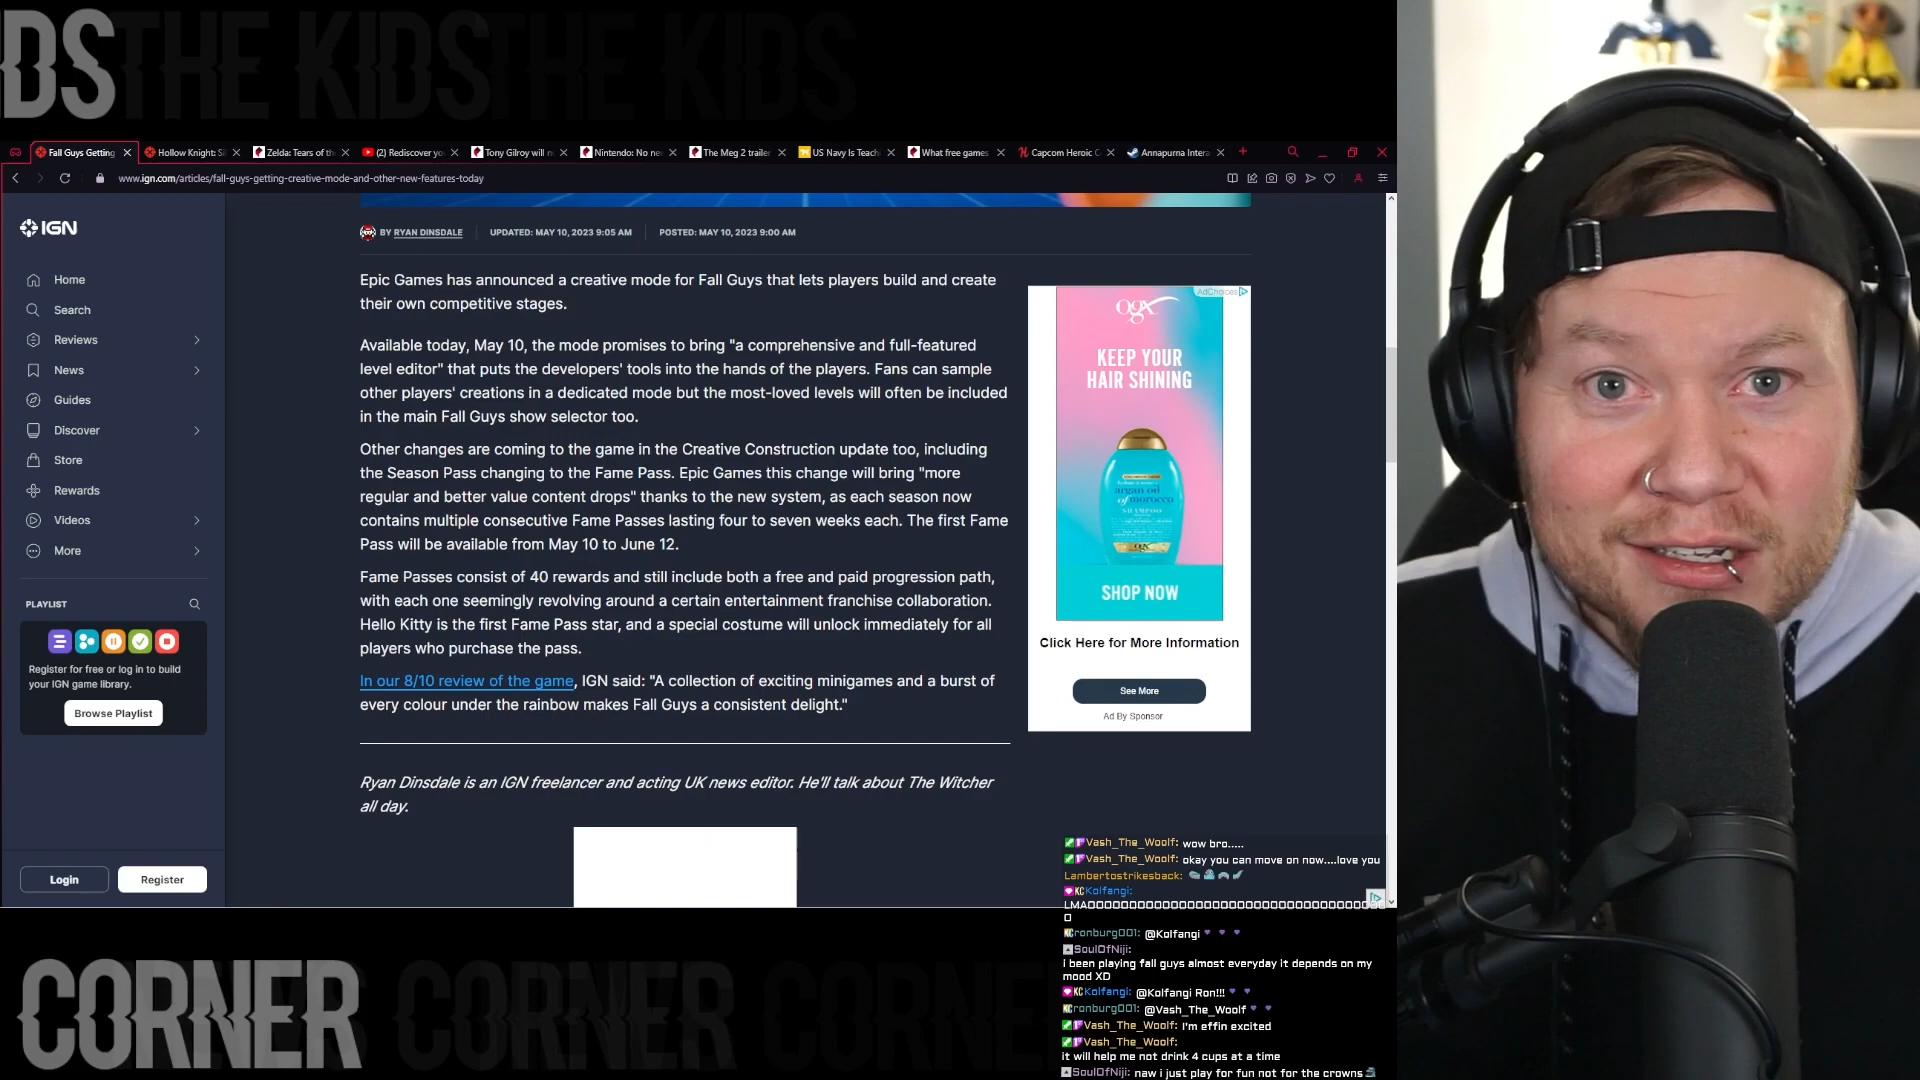 DS THE KIDS THE KIDS
Fall Guys Getting
Hollow Knight: Si
Zelda: Tears of th
(2) Rediscover yo
Tony Gilroy will n
Nintendo: No ne
The Meg 2 trailer
US Navy Is Teach
What free games
Capcom Heroic C
Annapurna Intera
www.ign.com/articles/fall-guys-getting-creative-mode-and-other-new-features-today
IGN
Home
Search
Reviews
News
Guides
Discover
Store
Rewards
Videos
More
PLAYLIST
Register for free or log in to build
your IGN game library.
Browse Playlist
Login
Register
BY RYAN DINSDALE
UPDATED: MAY 10, 2023 9:05 AM
POSTED: MAY 10, 2023 9:00 AM
Epic Games has announced a creative mode for Fall Guys that lets players build and create
their own competitive stages.
Available today, May 10, the mode promises to bring "a comprehensive and full-featured
level editor" that puts the developers' tools into the hands of the players. Fans can sample
other players' creations in a dedicated mode but the most-loved levels will often be included
in the main Fall Guys show selector too.
Other changes are coming to the game in the Creative Construction update too, including
the Season Pass changing to the Fame Pass. Epic Games this change will bring "more
regular and better value content drops" thanks to the new system, as each season now
contains multiple consecutive Fame Passes lasting four to seven weeks each. The first Fame
Pass will be available from May 10 to June 12.
Fame Passes consist of 40 rewards and still include both a free and paid progression path,
with each one seemingly revolving around a certain entertainment franchise collaboration.
Hello Kitty is the first Fame Pass star, and a special costume will unlock immediately for all
players who purchase the pass.
In our 8/10 review of the game, IGN said: "A collection of exciting minigames and a burst of
every colour under the rainbow makes Fall Guys a consistent delight."
Ryan Dinsdale is an IGN freelancer and acting UK news editor. He'll talk about The Witcher
all day.
AdChoices
ogx
KEEP YOUR
HAIR SHINING
argan oil
of morocco
SHAMPOO
SHOP NOW
Click Here for More Information
See More
Ad By Sponsor
Vash_The_Woolf: wow bro.....
Vash_The_Woolf: okay you can move on now....love you
Lambertostrikesback:
KC Kolfangi:
LMAOOOOOOOOOOOOOOOOOOOOOOOOOOOOOOOOOOOOO
O
KC ronburg001: @Kolfangi
SoulOfNiji:
i been playing fall guys almost everyday it depends on my
mood XD
KC Kolfangi: @Kolfangi Ron!!!
KC ronburg001: @Vash_The_Woolf
Vash_The_Woolf: I'm effin excited
Vash_The_Woolf:
it will help me not drink 4 cups at a time
SoulOfNiji: naw i just play for fun not for the crowns
CORNER CORNER CORNER